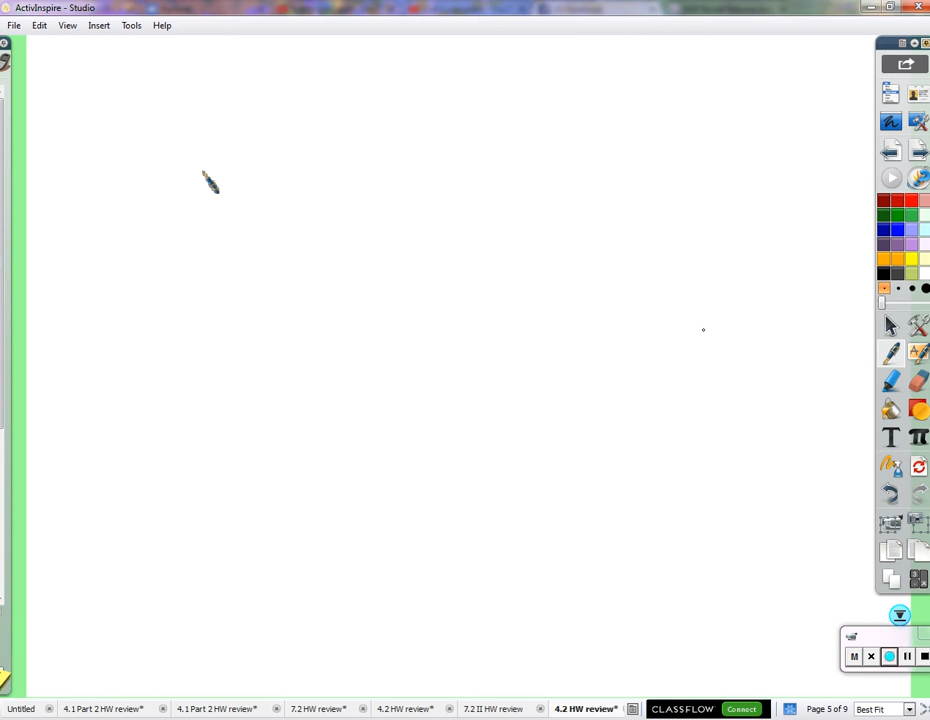 ActivInspire - Studio
File Edit View Insert Tools Help
T
M
Untitled 4.1 Part 2 HW review* 4.1 Part 2 HW review* 7.2 HW review* 4.2 HW review* 7.2 II HW review 4.2 HW review* CLASSFLOW Connect Page 5 of 9 Best Fit